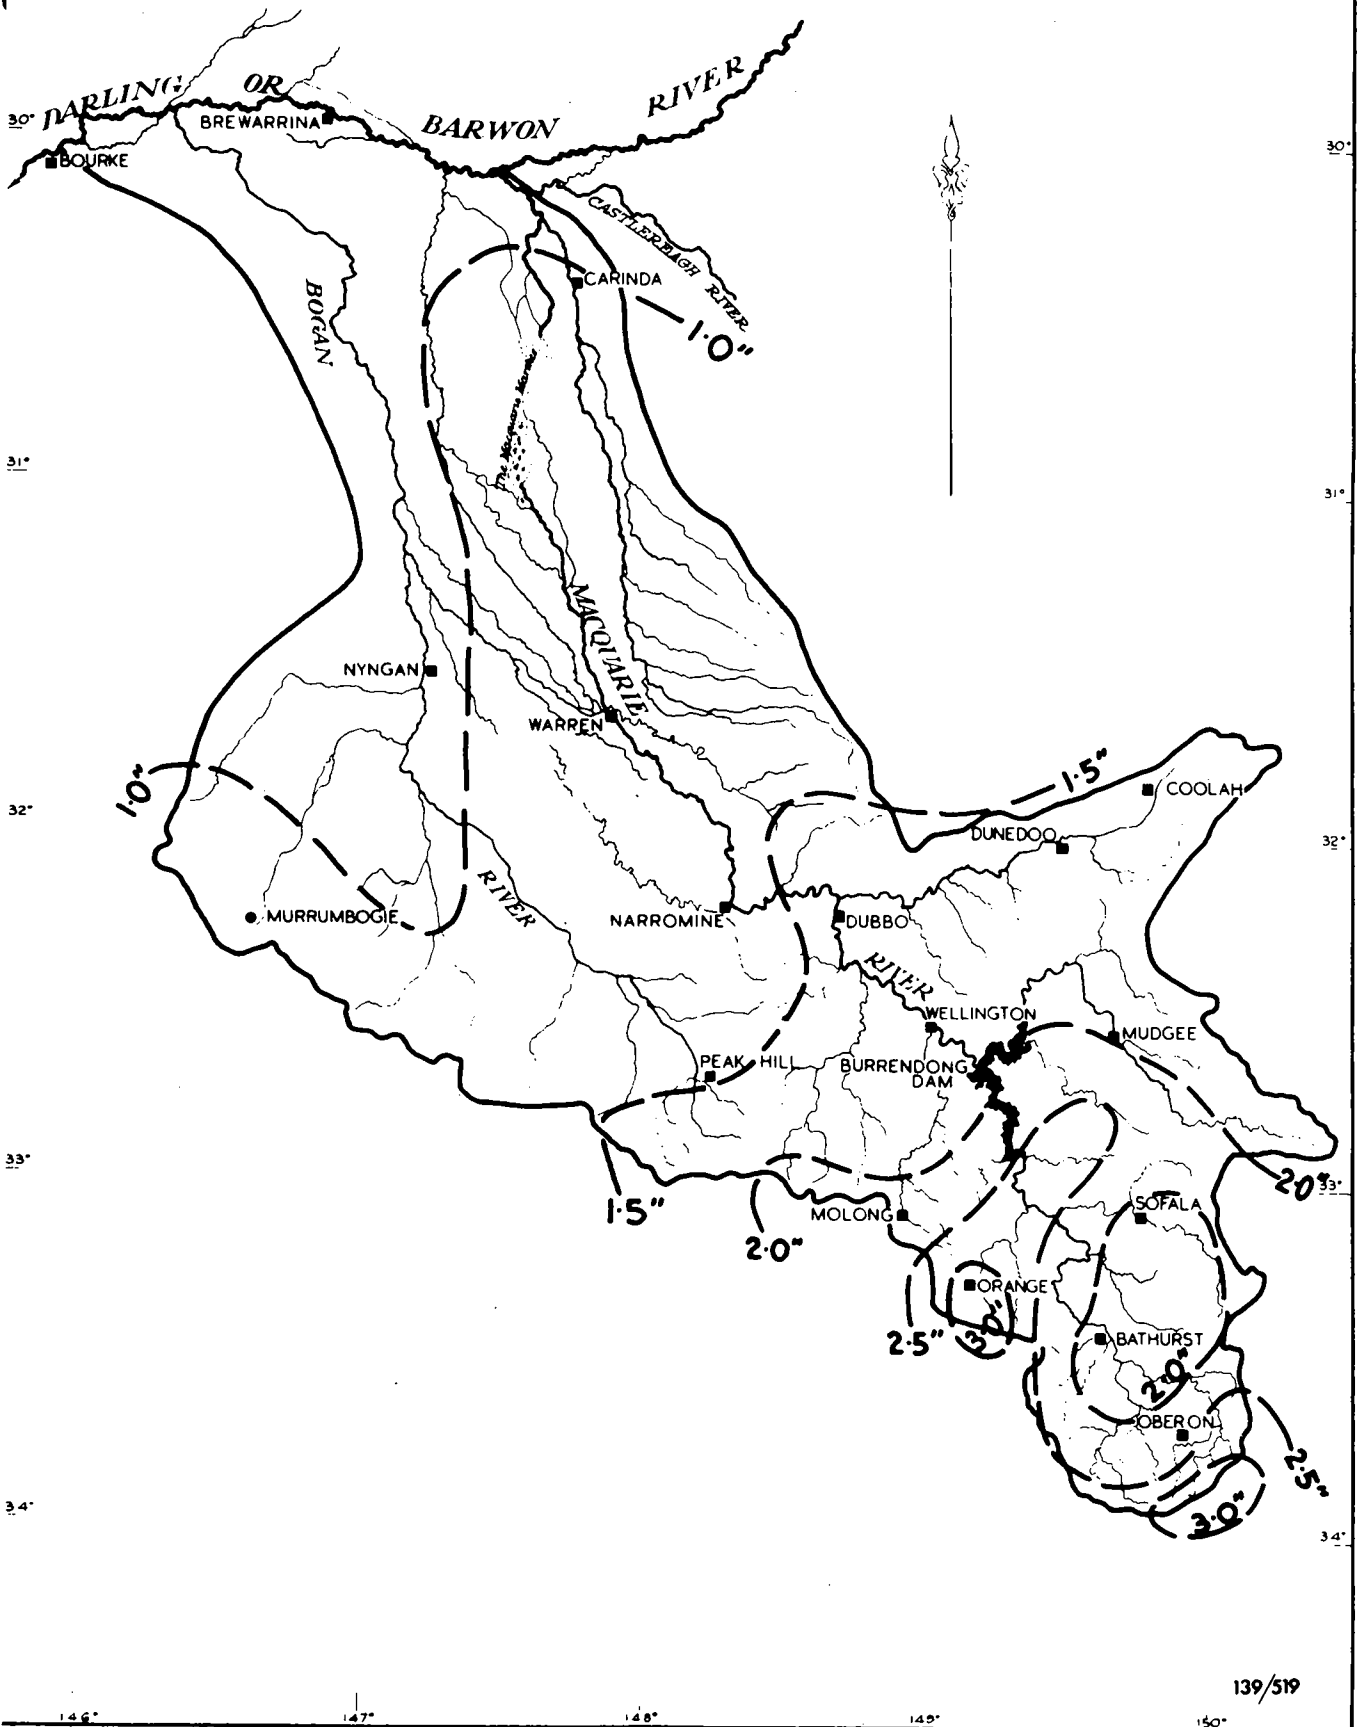 DARLING OR BARWON RIVER
30°
BREWARRINA
BOURKE
30°
CASTLEREAGH RIVER
CARINDA
BOGAN
1.0"
The Macquarie Marshes
31°
31°
MACQUARIE
NYNGAN
WARREN
1.0"
1.5"
COOLAH
32°
DUNEDOO
32°
RIVER
MURRUMBOGIE
NARROMINE
DUBBO
RIVER
WELLINGTON
MUDGEE
PEAK HILL
BURRENDONG
DAM
33°
2.0"
33°
1.5"
SOFALA
MOLONG
2.0"
ORANGE
2.5"
3.0"
BATHURST
2.0"
OBERON
2.5"
34°
3.0"
34°
139/519
146°
147°
148°
149°
150°